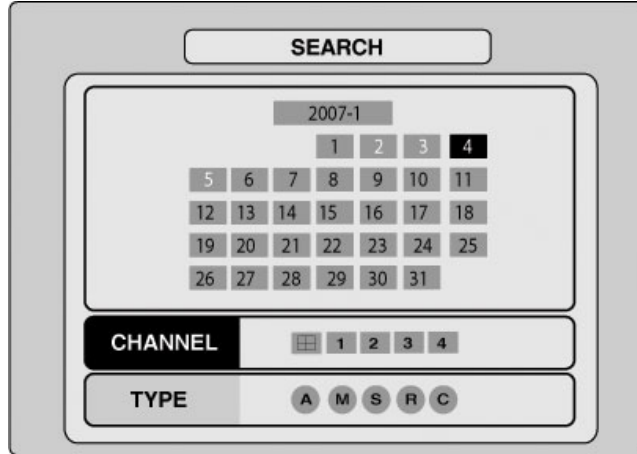 SEARCH
2007-1
1 2 3 4
5 6 7 8 9 10 11
12 13 14 15 16 17 18
19 20 21 22 23 24 25
26 27 28 29 30 31
CHANNEL 1 2 3 4
TYPE A M S R C